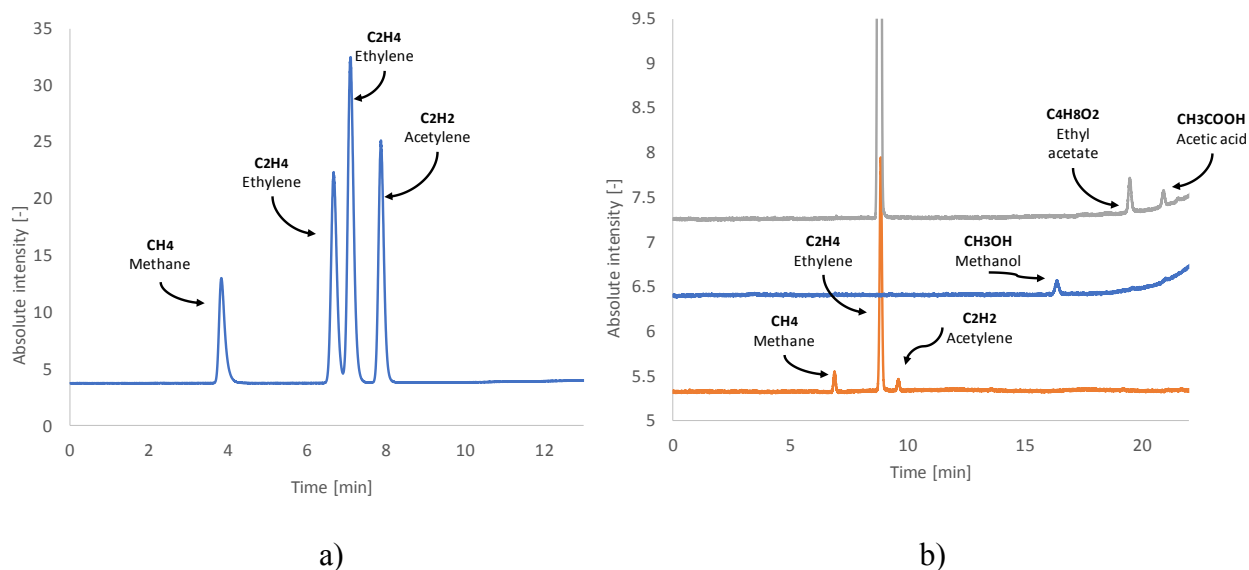 35
30
25
20
15
10
5
0
0
2
4
6
8
10
12
Absolute intensity [-]
Time [min]
CH4
Methane
C2H4
Ethylene
C2H4
Ethylene
C2H2
Acetylene
a)
9.5
9
8.5
8
7.5
7
6.5
6
5.5
5
0
5
10
15
20
Absolute intensity [-]
Time [min]
C4H8O2
Ethyl
acetate
CH3COOH
Acetic acid
C2H4
Ethylene
CH3OH
Methanol
CH4
Methane
C2H2
Acetylene
b)